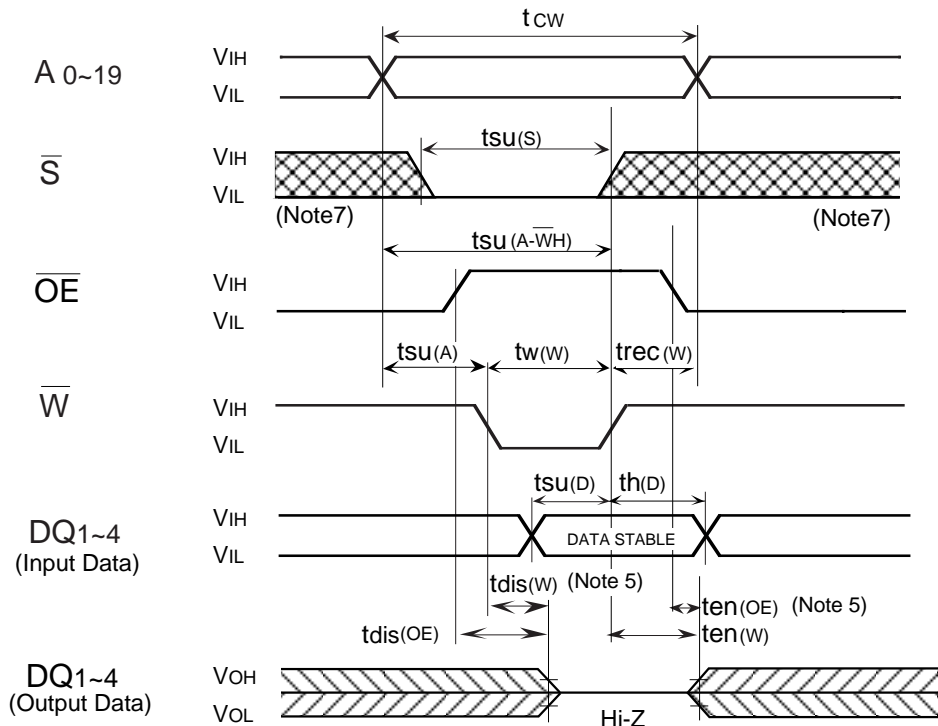 tCW
A 0~19
VIH
VIL
tsu(S)
S̅
VIH
VIL
(Note7)
(Note7)
tsu(A-W̅H)
O̅E̅
VIH
VIL
tsu(A)
tw(W)
trec(W)
W̅
VIH
VIL
tsu(D)
th(D)
DQ1~4
(Input Data)
VIH
VIL
DATA STABLE
tdis(W)
(Note 5)
ten(OE)
(Note 5)
tdis(OE)
ten(W)
DQ1~4
(Output Data)
VOH
VOL
Hi-Z